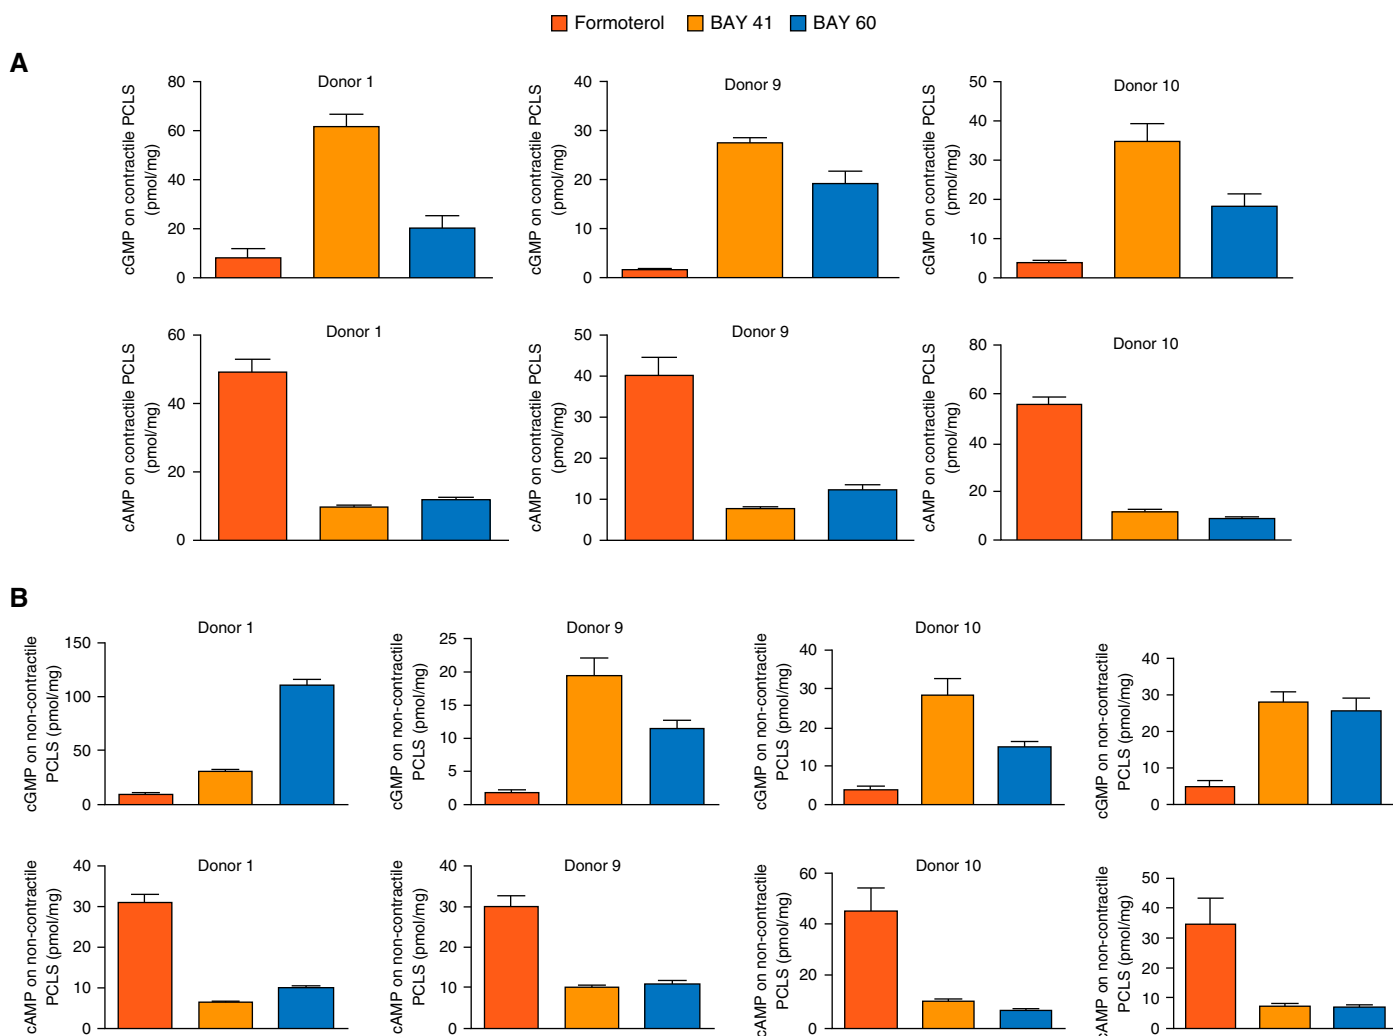 Formoterol BAY 41 BAY 60
A
Donor 1
cGMP on contractile PCLS
(pmol/mg)
80
60
40
20
0
Donor 9
cGMP on contractile PCLS
(pmol/mg)
40
30
20
10
0
Donor 10
cGMP on contractile PCLS
(pmol/mg)
50
40
30
20
10
0
Donor 1
cAMP on contractile PCLS
(pmol/mg)
60
40
20
0
Donor 9
cAMP on contractile PCLS
(pmol/mg)
50
40
30
20
10
0
Donor 10
cAMP on contractile PCLS
(pmol/mg)
80
60
40
20
0
B
Donor 1
cGMP on non-contractile
PCLS (pmol/mg)
150
100
50
0
Donor 9
cGMP on non-contractile
PCLS (pmol/mg)
25
20
15
10
5
0
Donor 10
cGMP on non-contractile
PCLS (pmol/mg)
40
30
20
10
0
cGMP on non-contractile
PCLS (pmol/mg)
40
30
20
10
0
Donor 1
cAMP on non-contractile
PCLS (pmol/mg)
40
30
20
10
0
Donor 9
cAMP on non-contractile
PCLS (pmol/mg)
40
30
20
10
0
Donor 10
cAMP on non-contractile
PCLS (pmol/mg)
60
40
20
0
cAMP on non-contractile
PCLS (pmol/mg)
50
40
30
20
10
0